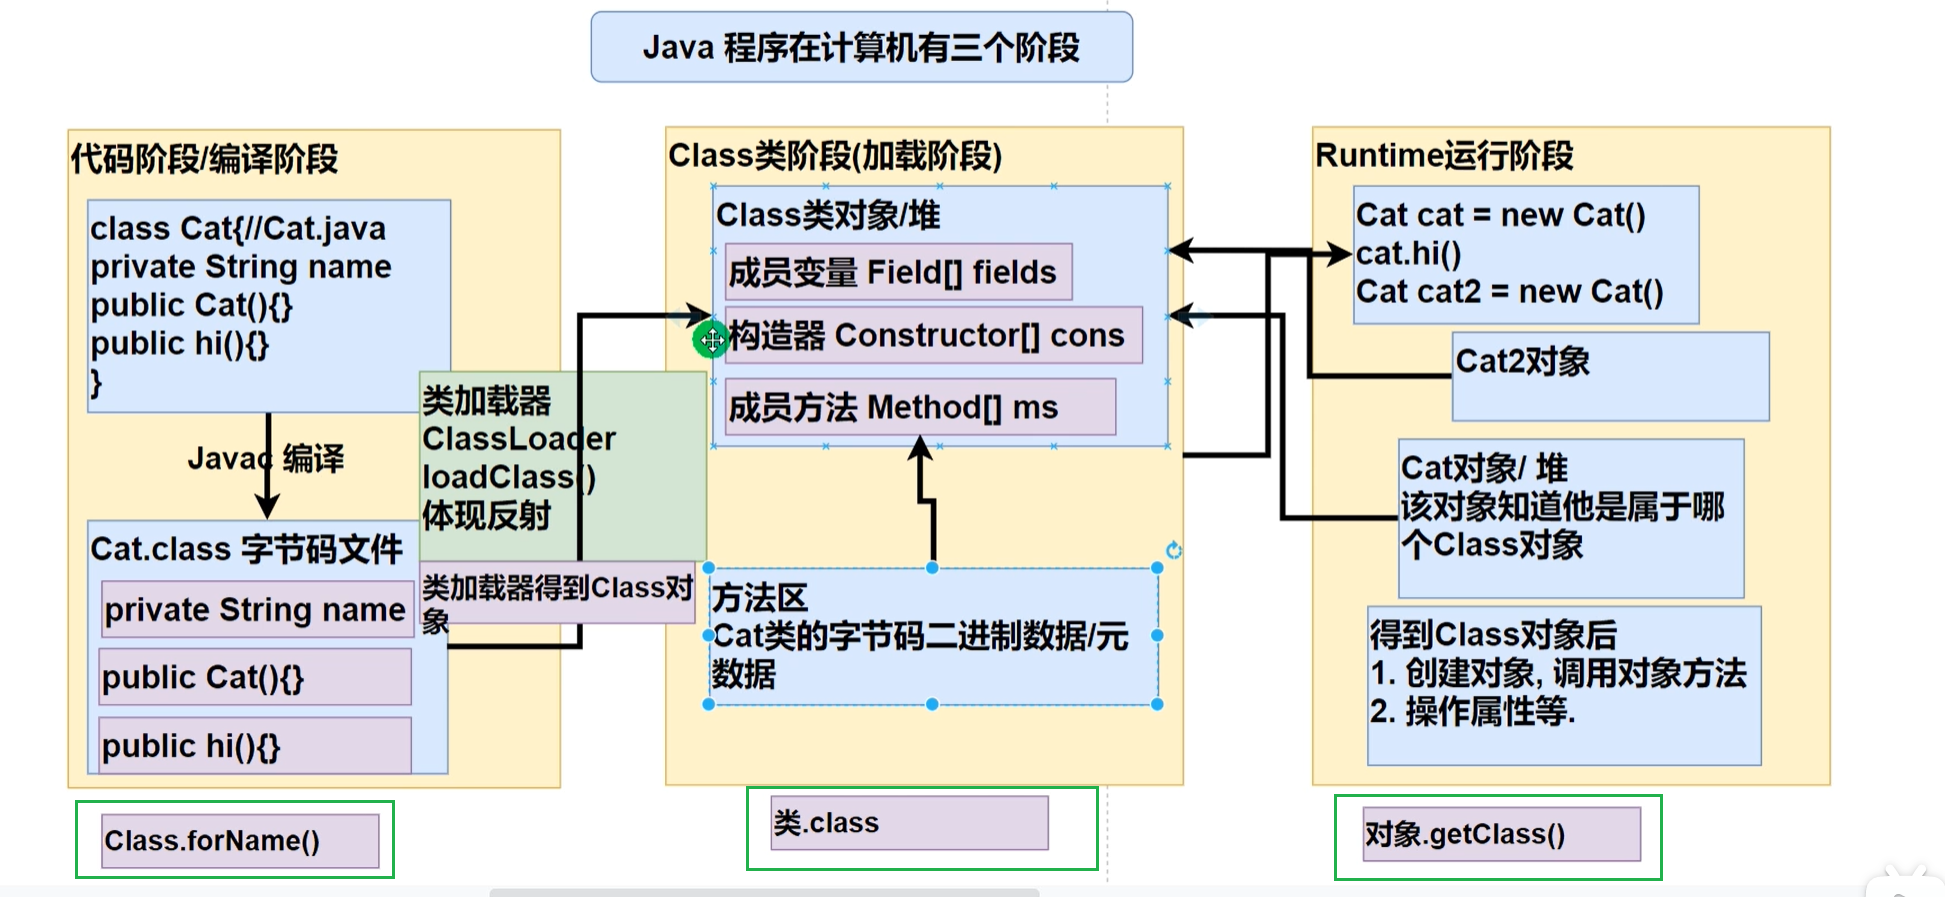 Java 程序在计算机有三个阶段
代码阶段/编译阶段
class Cat{//Cat.java
private String name
public Cat(){}
public hi(){}
}
Javac 编译
Cat.class 字节码文件
private String name
public Cat(){}
public hi(){}
Class.forName()
类加载器
ClassLoader
loadClass()
体现反射
类加载器得到Class对
象
Class类阶段(加载阶段)
Class类对象/堆
成员变量 Field[] fields
构造器 Constructor[] cons
成员方法 Method[] ms
方法区
Cat类的字节码二进制数据/元
数据
类.class
Runtime运行阶段
Cat cat = new Cat()
cat.hi()
Cat cat2 = new Cat()
Cat2对象
Cat对象/ 堆
该对象知道他是属于哪
个Class对象
得到Class对象后
1. 创建对象, 调用对象方法
2. 操作属性等.
对象.getClass()